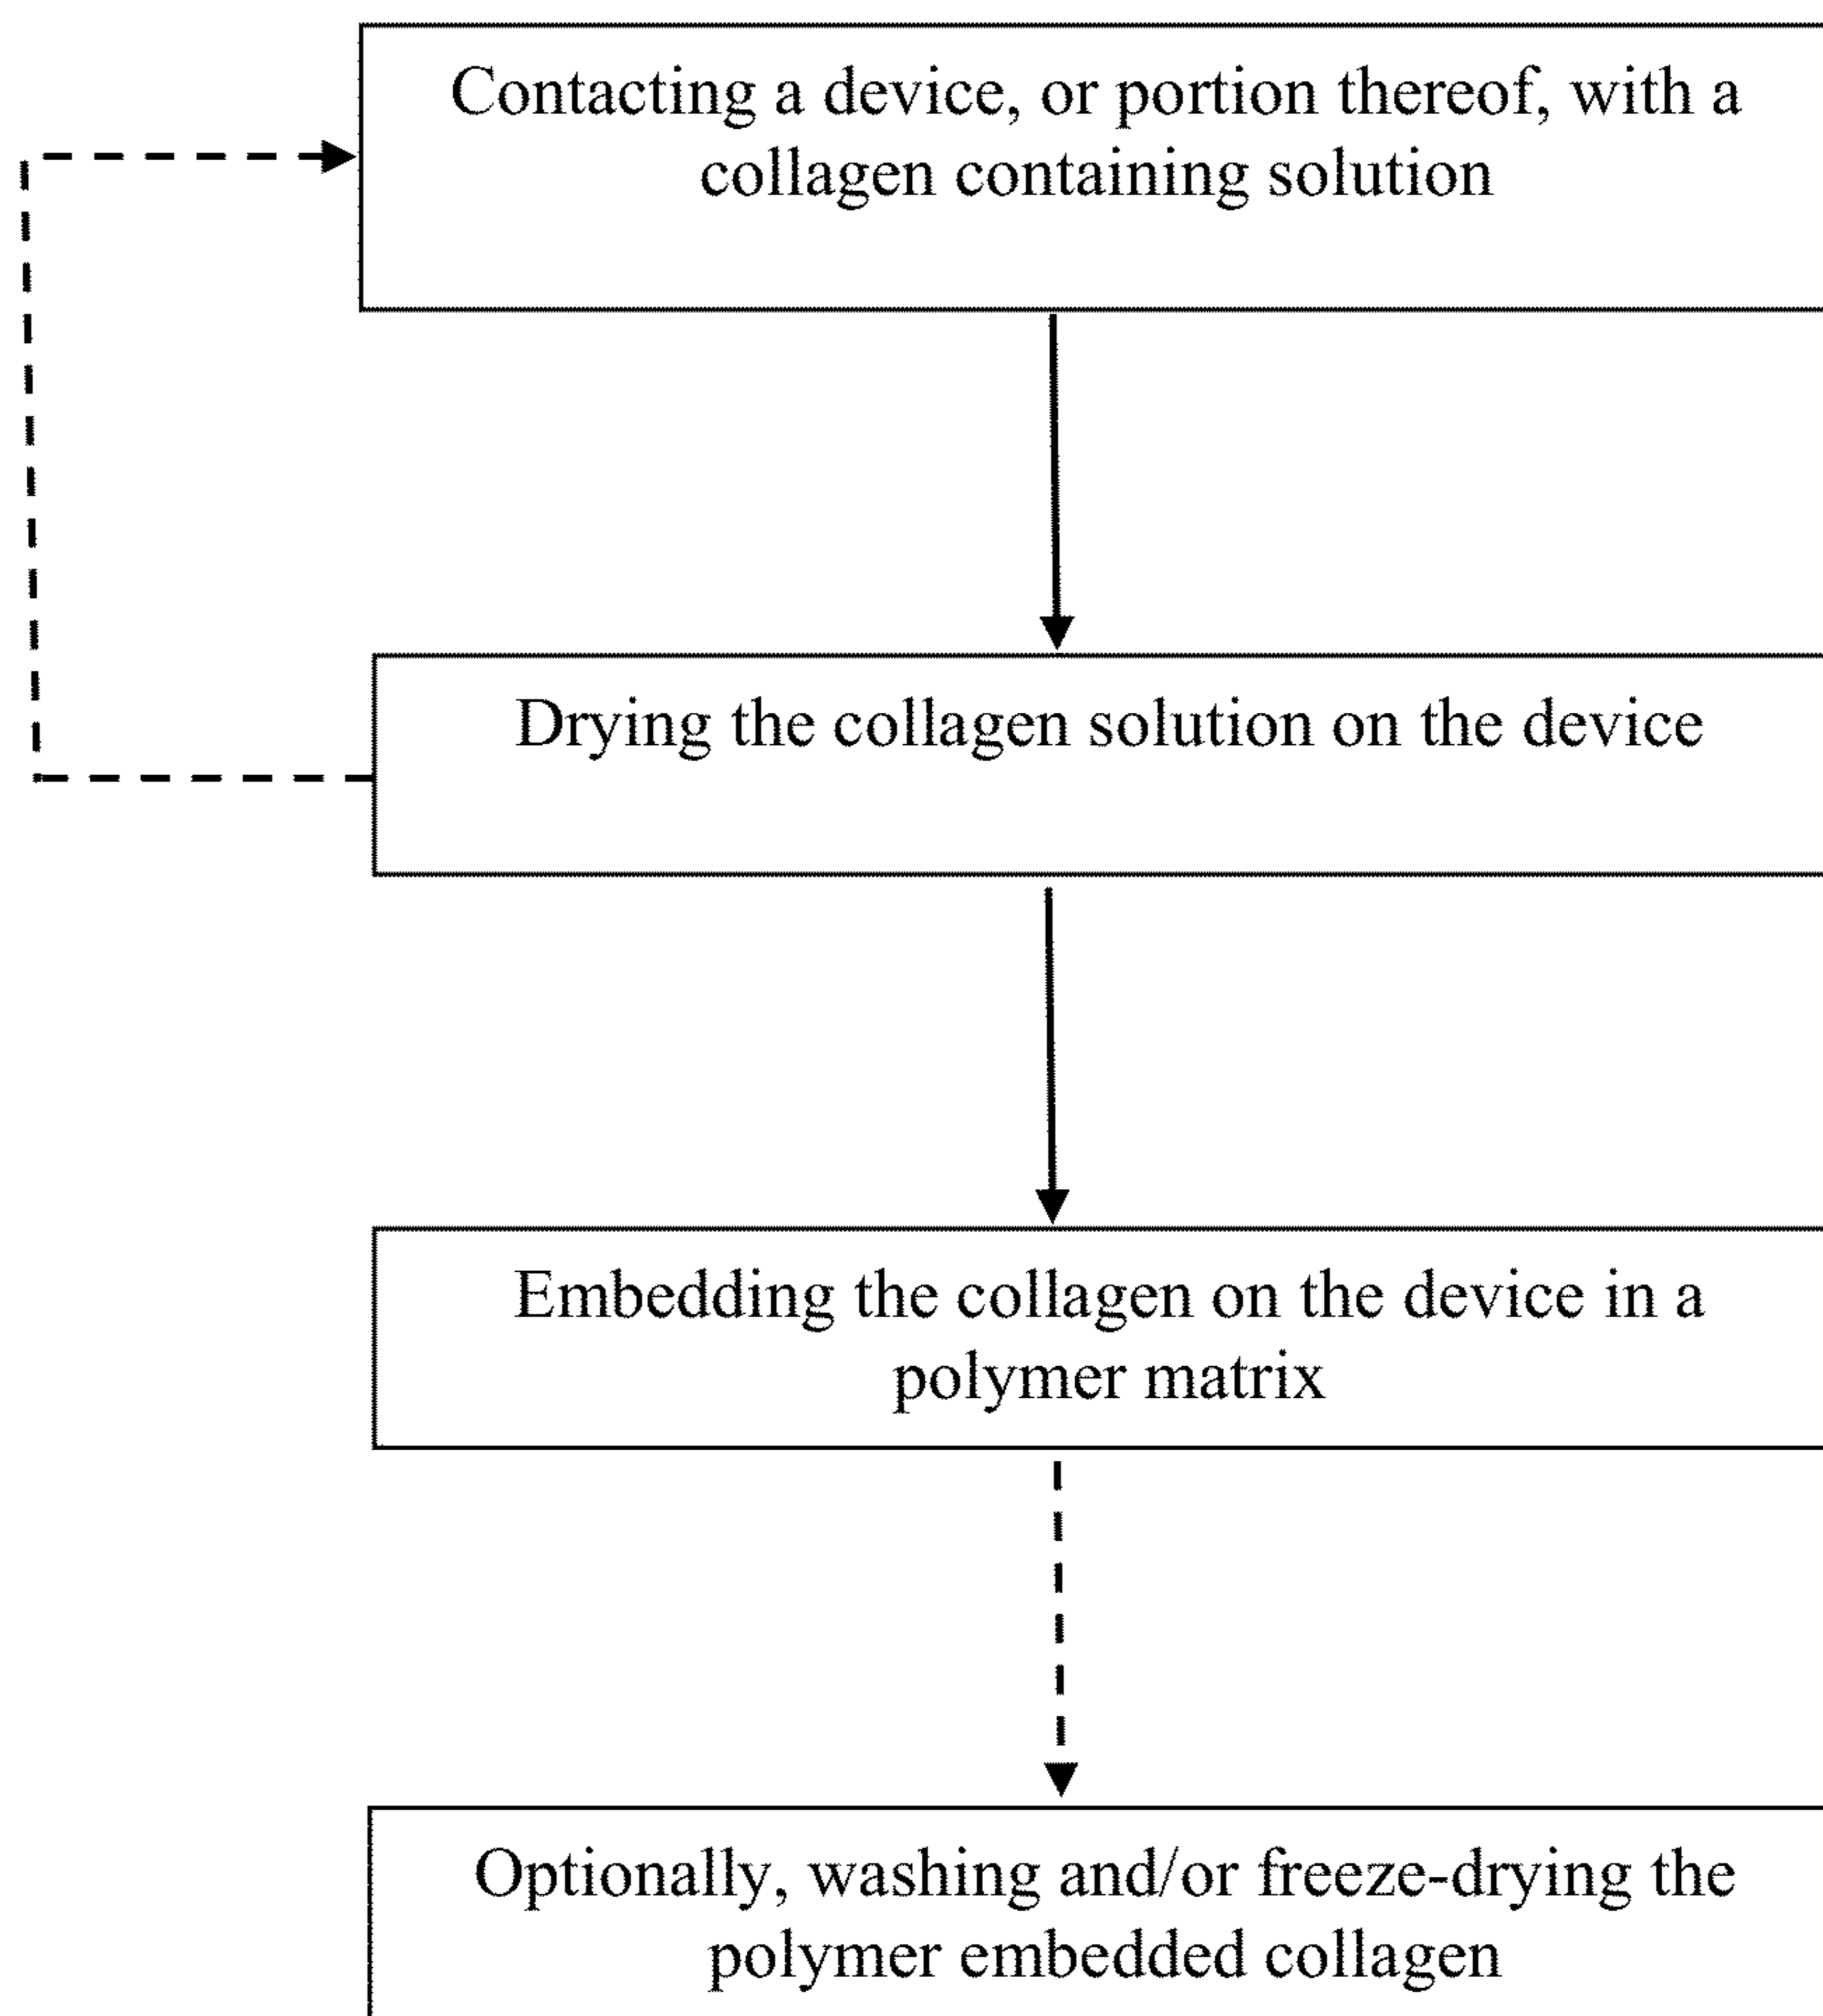 Contacting a device, or portion thereof, with a
collagen containing solution
Drying the collagen solution on the device
Embedding the collagen on the device in a
polymer matrix
Optionally, washing and/or freeze-drying the
polymer embedded collagen